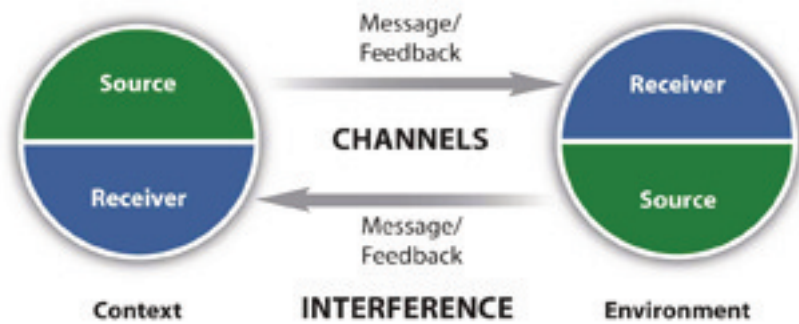 Message/
Feedback
Source
Receiver
CHANNELS
Receiver
Source
Message/
Feedback
Context
INTERFERENCE
Environment